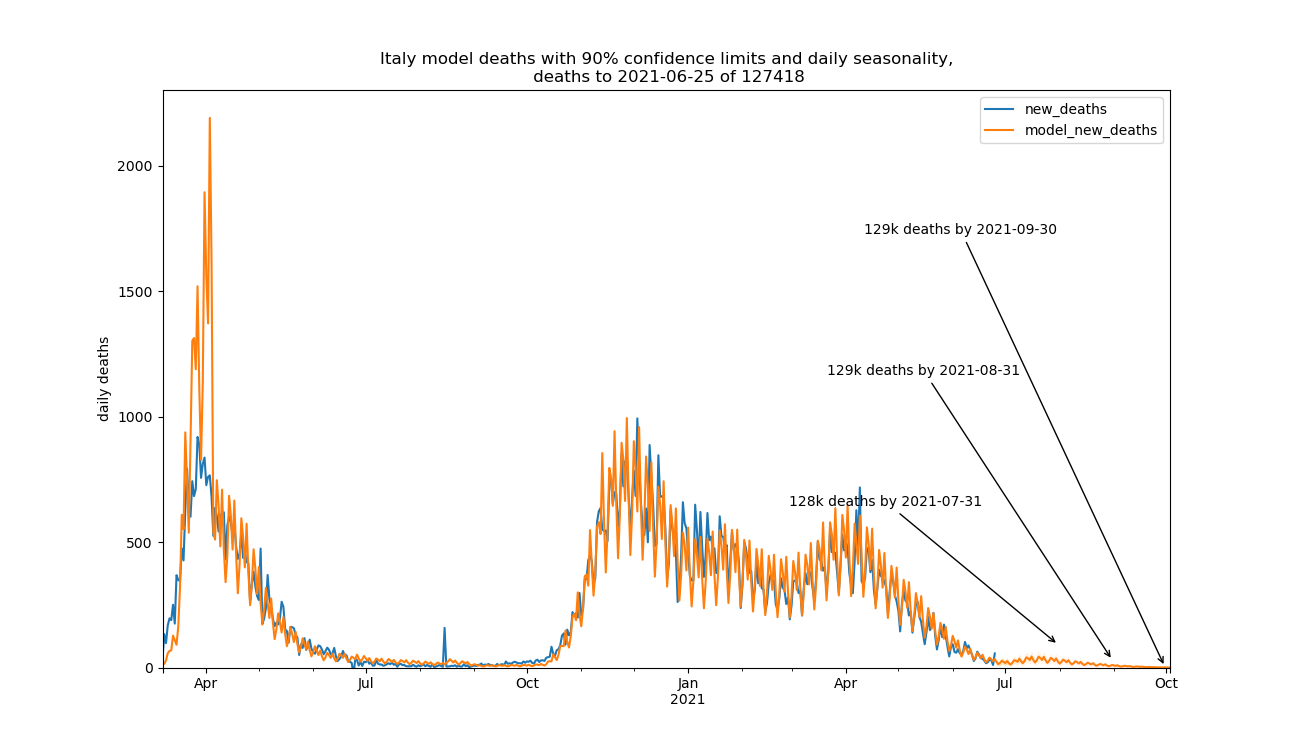 Italy model deaths with 90% confidence limits and daily seasonality,
deaths to 2021-06-25 of 127418
new_deaths
model_new_deaths
2000
1500
1000
500
0
daily deaths
129k deaths by 2021-09-30
129k deaths by 2021-08-31
128k deaths by 2021-07-31
Apr
Jul
Oct
Jan
2021
Apr
Jul
Oct